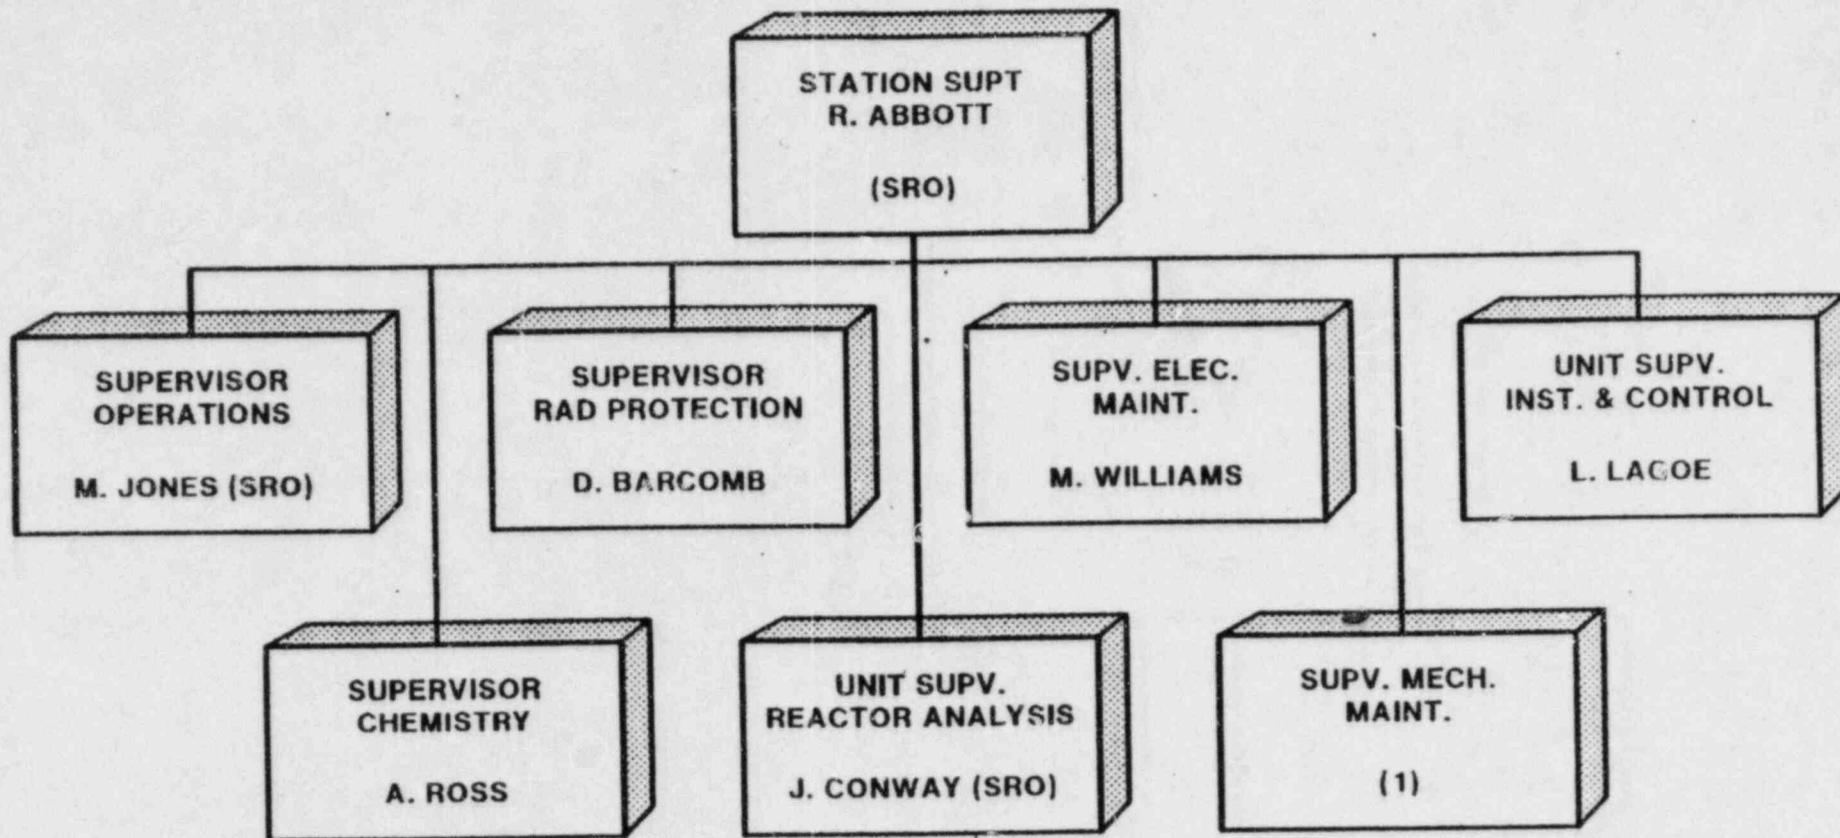 STATION SUPT
R. ABBOTT
(SRO)
SUPERVISOR
OPERATIONS
M. JONES (SRO)
SUPERVISOR
RAD PROTECTION
D. BARCOMB
SUPV. ELEC.
MAINT.
M. WILLIAMS
UNIT SUPV.
INST. & CONTROL
L. LAGOE
SUPERVISOR
CHEMISTRY
A. ROSS
UNIT SUPV.
REACTOR ANALYSIS
J. CONWAY (SRO)
SUPV. MECH.
MAINT.
(1)